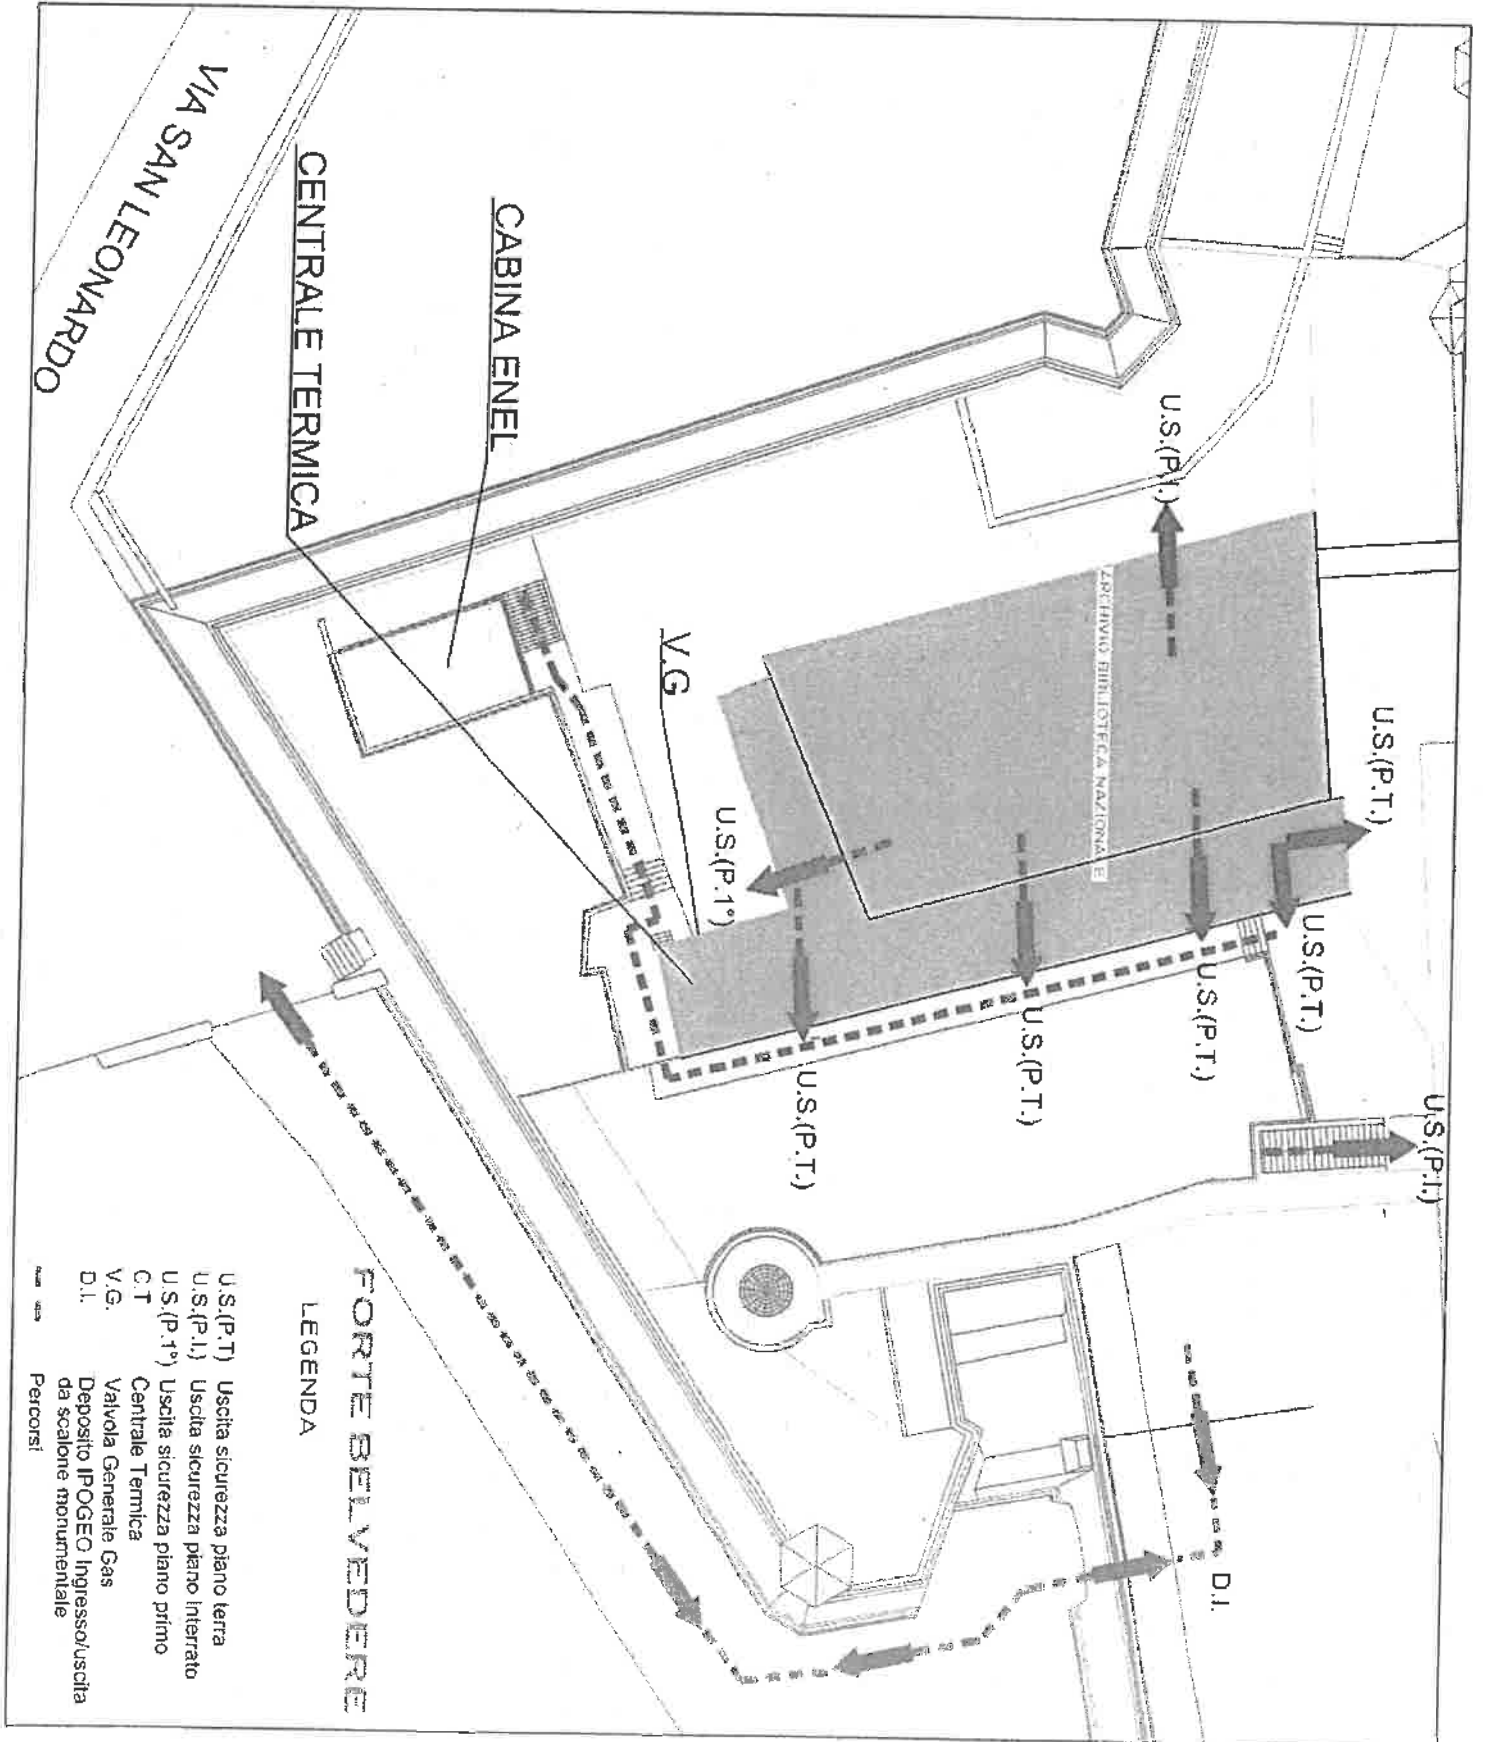 VIA SAN LEONARDO
CENTRALE TERMICA
CABINA ENEL
V.G
U.S.(P.T.)
ARCHIVIO BIBLIOTECA NAZIONALE
U.S.(P.T.)
U.S.(P.1°)
U.S.(P.T.)
U.S.(P.T.)
U.S.(P.T.)
U.S.(P.T.)
U.S.(P.I.)
D.I.
FORTE BELVEDERE
LEGENDA
U.S.(P.T) Uscita sicurezza piano terra
U.S.(P.I.) Uscita sicurezza piano Interrato
U.S.(P.1°) Uscita sicurezza piano primo
C.T Centrale Termica
V.G. Valvola Generale Gas
D.I. Deposito IPOGEO Ingresso/uscita
da scalone monumentale
Percorsi